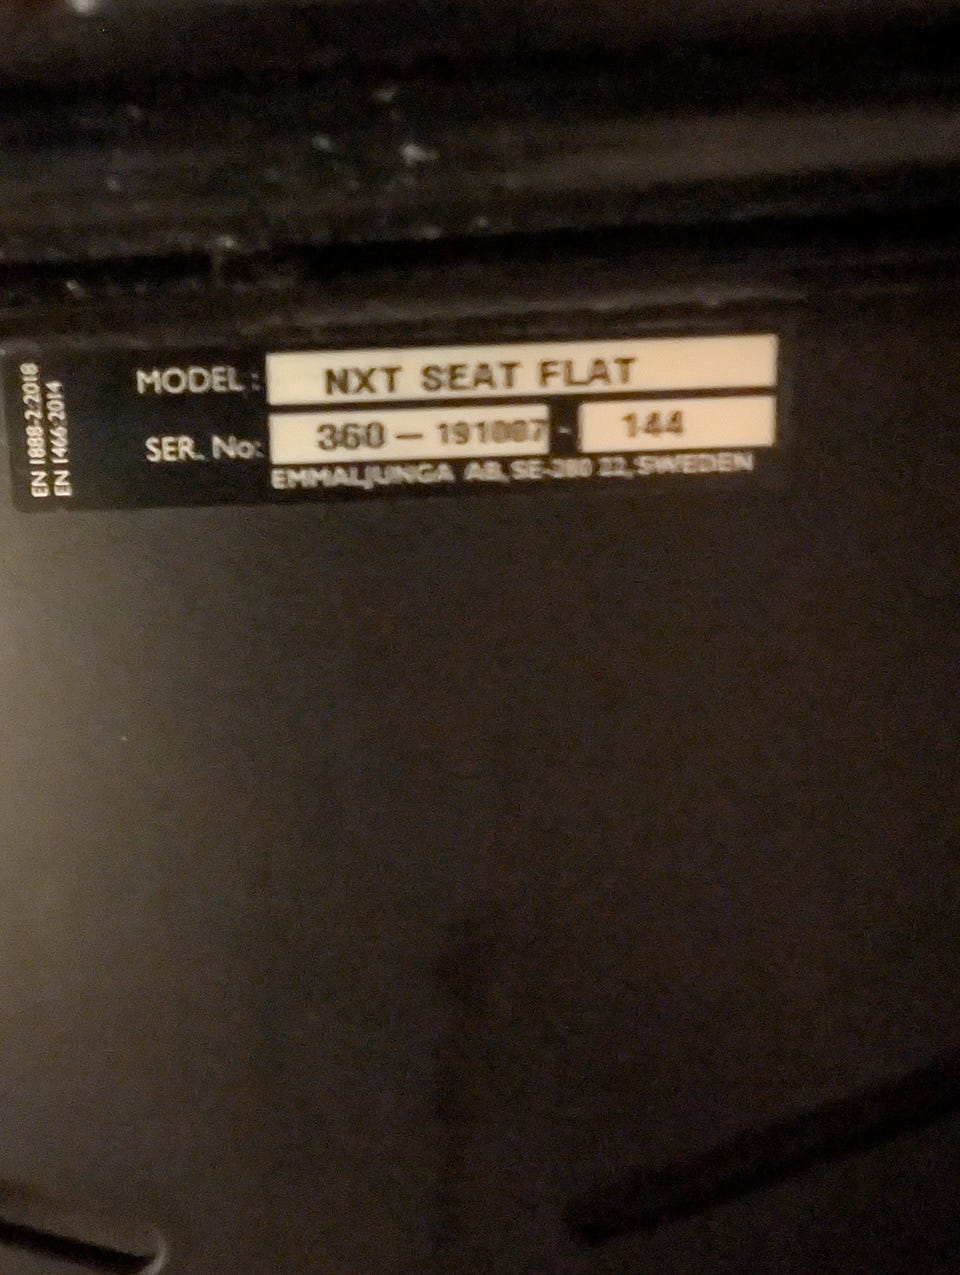 MODEL : NXT SEAT FLAT
SER. No: 360 — 191007 - 144
EMMALJUNGA AB, SE-280 22, SWEDEN
EN 1888-2:2018
EN 1466:2014